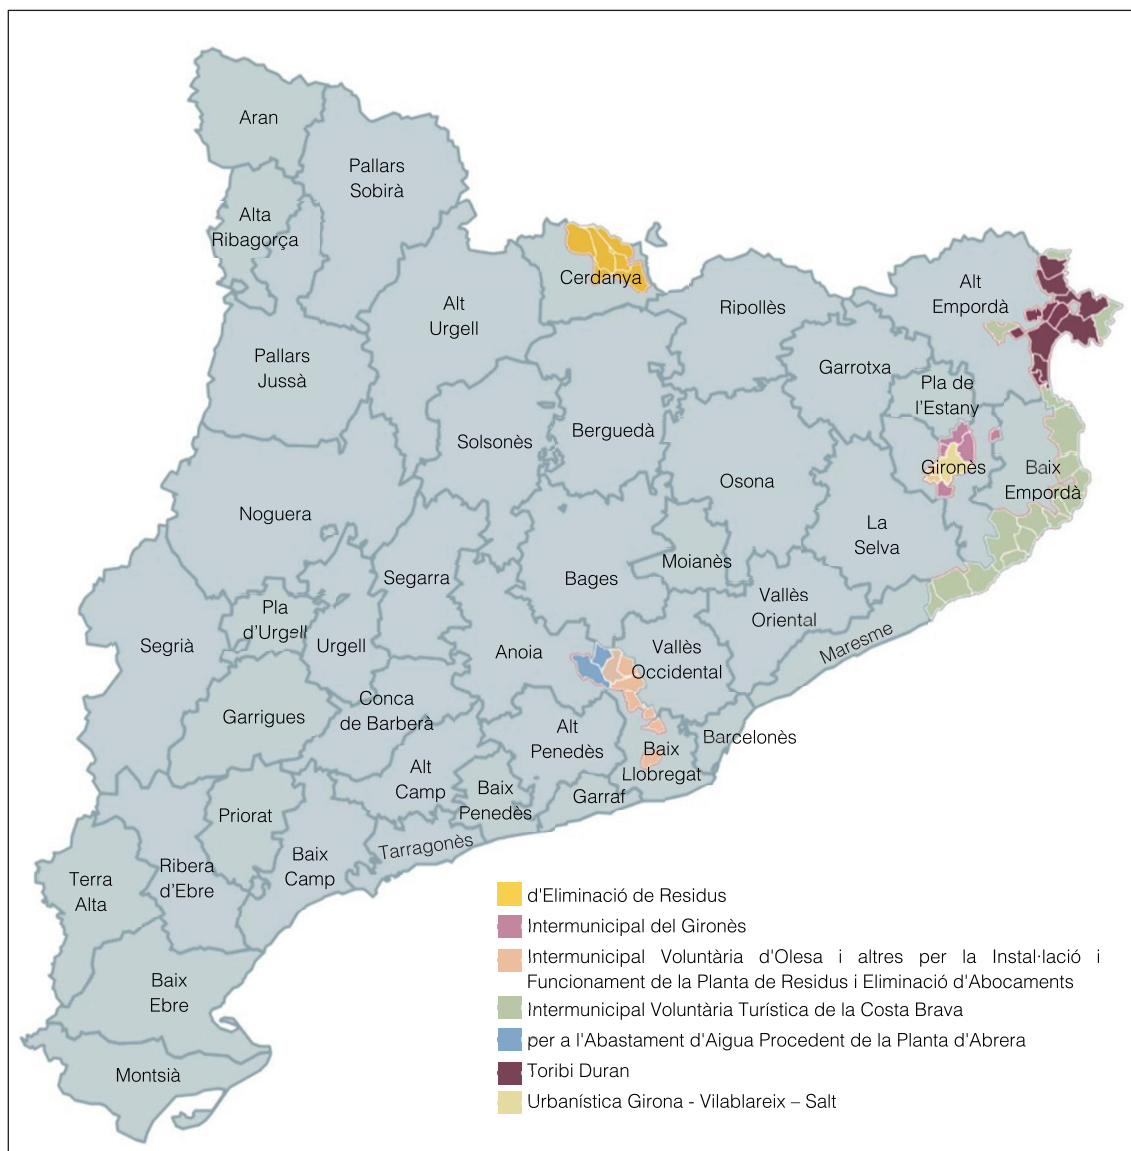 Aran
Pallars
Sobirà
Alta
Ribagorça
Cerdanya
Alt
Empordà
Alt
Urgell
Ripollès
Pallars
Jussà
Garrotxa
Pla de
l'Estany
Solsonès
Berguedà
Gironès
Baix
Empordà
Osona
Noguera
La
Selva
Moianès
Segarra
Bages
Vallès
Oriental
Pla
d'Urgell
Segrià
Urgell
Anoia
Vallès
Occidental
Maresme
Conca
de Barberà
Garrigues
Alt
Penedès
Barcelonès
Baix
Llobregat
Alt
Camp
Baix
Penedès
Garraf
Priorat
Tarragonès
Baix
Camp
Ribera
d'Ebre
Terra
Alta
Baix
Ebre
Montsià
d'Eliminació de Residus
Intermunicipal del Gironès
Intermunicipal Voluntària d'Olesa i altres per la Instal·lació i
Funcionament de la Planta de Residus i Eliminació d'Abocaments
Intermunicipal Voluntària Turística de la Costa Brava
per a l'Abastament d'Aigua Procedent de la Planta d'Abrera
Toribi Duran
Urbanística Girona - Vilablareix – Salt